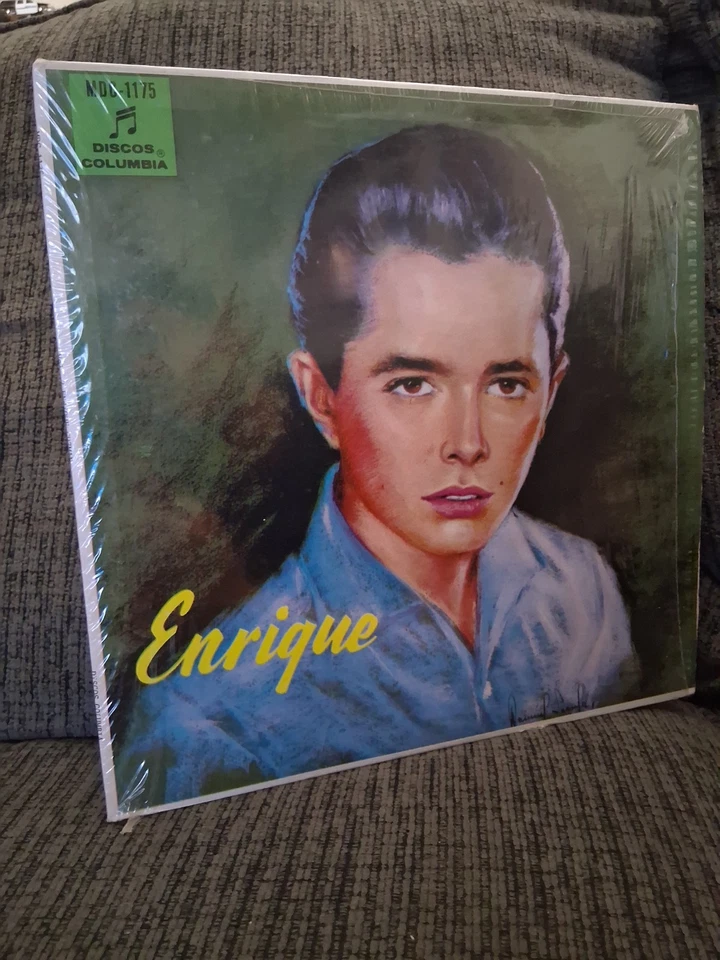 MDC-1175
DISCOS ®
COLUMBIA
Enrique